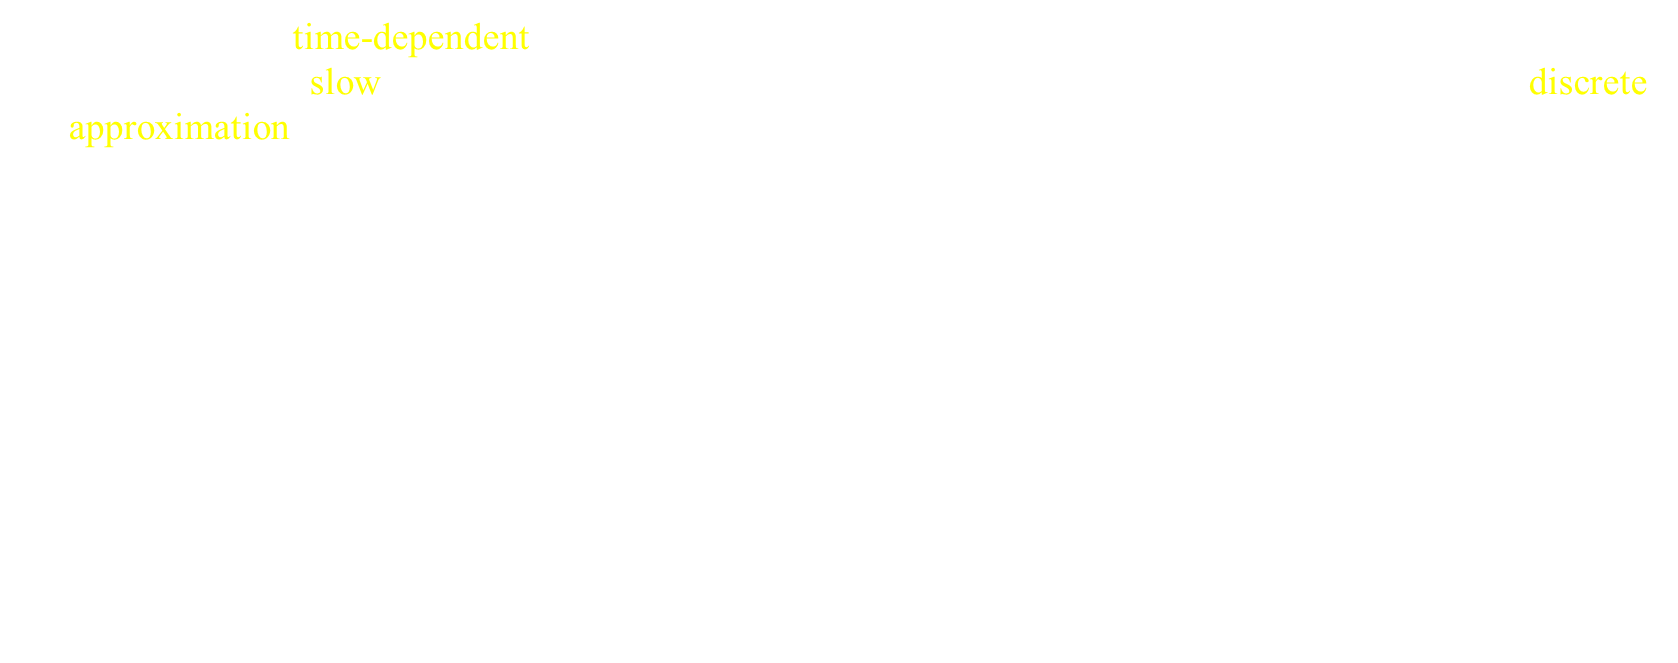 time-dependent
slow discrete
approximation